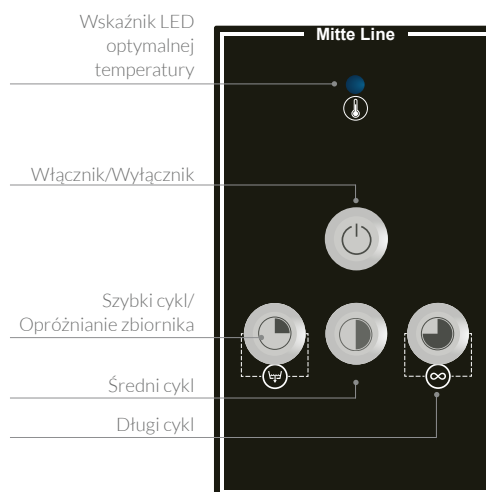 Wskaźnik LED
optymalnej
temperatury
Mitte Line
Włącznik/Wyłącznik
Szybki cykl/
Opróżnianie zbiornika
Średni cykl
Długi cykl